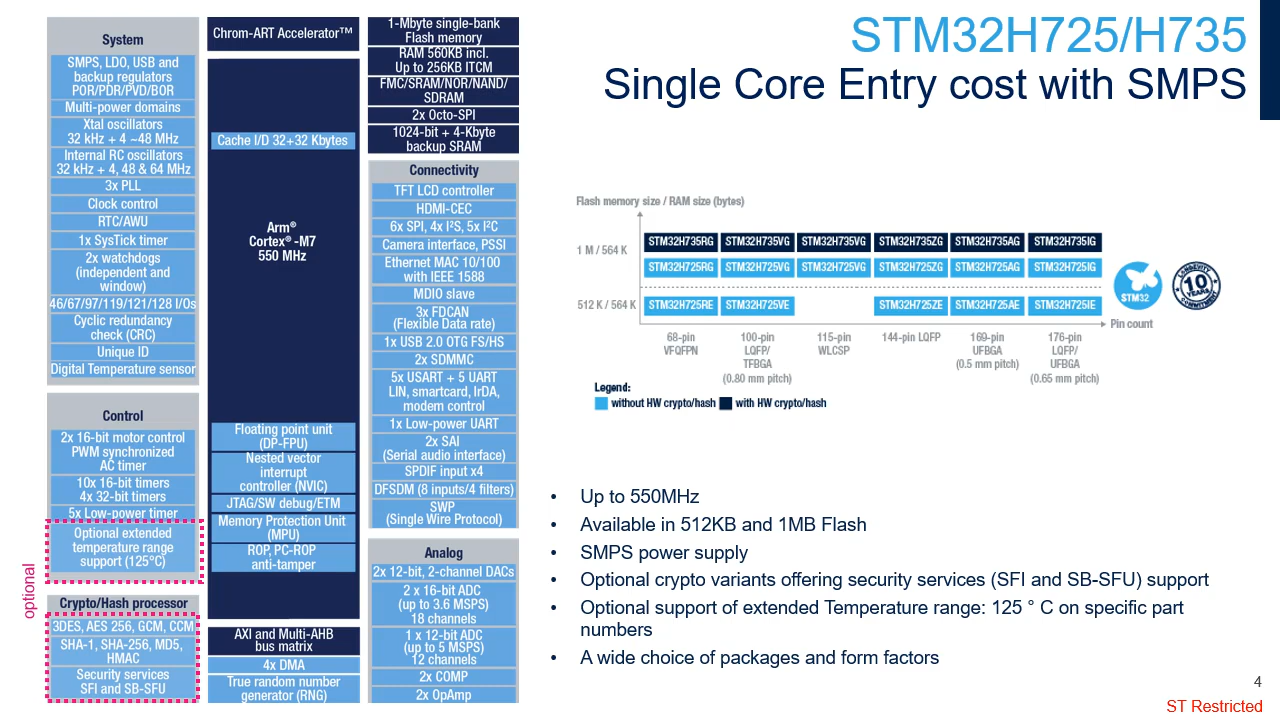 STM32H725/H735
Single Core Entry cost with SMPS
System
SMPS, LDO, USB and
backup regulators
POR/PDR/PVD/BOR
Multi-power domains
Xtal oscillators
32 kHz + 4 ~48 MHz
Internal RC oscillators
32 kHz + 4, 48 & 64 MHz
3x PLL
Clock control
RTC/AWU
1x SysTick timer
2x watchdogs
(independent and
window)
46/67/97/119/121/128 I/Os
Cyclic redundancy
check (CRC)
Unique ID
Digital Temperature sensor
Control
2x 16-bit motor control
PWM synchronized
AC timer
10x 16-bit timers
4x 32-bit timers
5x Low-power timer
Optional extended
temperature range
support (125°C)
optional
Crypto/Hash processor
3DES, AES 256, GCM, CCM
SHA-1, SHA-256, MD5,
HMAC
Security services
SFI and SB-SFU
Chrom-ART Accelerator™
Cache I/D 32+32 Kbytes
Arm®
Cortex® -M7
550 MHz
Floating point unit
(DP-FPU)
Nested vector
interrupt
controller (NVIC)
JTAG/SW debug/ETM
Memory Protection Unit
(MPU)
ROP, PC-ROP
anti-tamper
AXI and Multi-AHB
bus matrix
4x DMA
True random number
generator (RNG)
1-Mbyte single-bank
Flash memory
RAM 560KB incl.
Up to 256KB ITCM
FMC/SRAM/NOR/NAND/
SDRAM
2x Octo-SPI
1024-bit + 4-Kbyte
backup SRAM
Connectivity
TFT LCD controller
HDMI-CEC
6x SPI, 4x I²S, 5x I²C
Camera interface, PSSI
Ethernet MAC 10/100
with IEEE 1588
MDIO slave
3x FDCAN
(Flexible Data rate)
1x USB 2.0 OTG FS/HS
2x SDMMC
5x USART + 5 UART
LIN, smartcard, IrDA,
modem control
1x Low-power UART
2x SAI
(Serial audio interface)
SPDIF input x4
DFSDM (8 inputs/4 filters)
SWP
(Single Wire Protocol)
Analog
2x 12-bit, 2-channel DACs
2 x 16-bit ADC
(up to 3.6 MSPS)
18 channels
1 x 12-bit ADC
(up to 5 MSPS)
12 channels
2x COMP
2x OpAmp
Flash memory size / RAM size (bytes)
1 M / 564 K
STM32H735RG STM32H735VG STM32H735VG STM32H735ZG STM32H735AG STM32H735IG
STM32H725RG STM32H725VG STM32H725VG STM32H725ZG STM32H725AG STM32H725IG
512 K / 564 K
STM32H725RE STM32H725VE STM32H725ZE STM32H725AE STM32H725IE
Pin count
68-pin
VFQFPN
100-pin
LQFP/
TFBGA
(0.80 mm pitch)
115-pin
WLCSP
144-pin LQFP
169-pin
UFBGA
(0.5 mm pitch)
176-pin
LQFP/
UFBGA
(0.65 mm pitch)
STM32
LONGEVITY
10
YEARS
COMMITMENT
Legend:
without HW crypto/hash with HW crypto/hash
• Up to 550MHz
• Available in 512KB and 1MB Flash
• SMPS power supply
• Optional crypto variants offering security services (SFI and SB-SFU) support
• Optional support of extended Temperature range: 125 ° C on specific part
numbers
• A wide choice of packages and form factors
4
ST Restricted